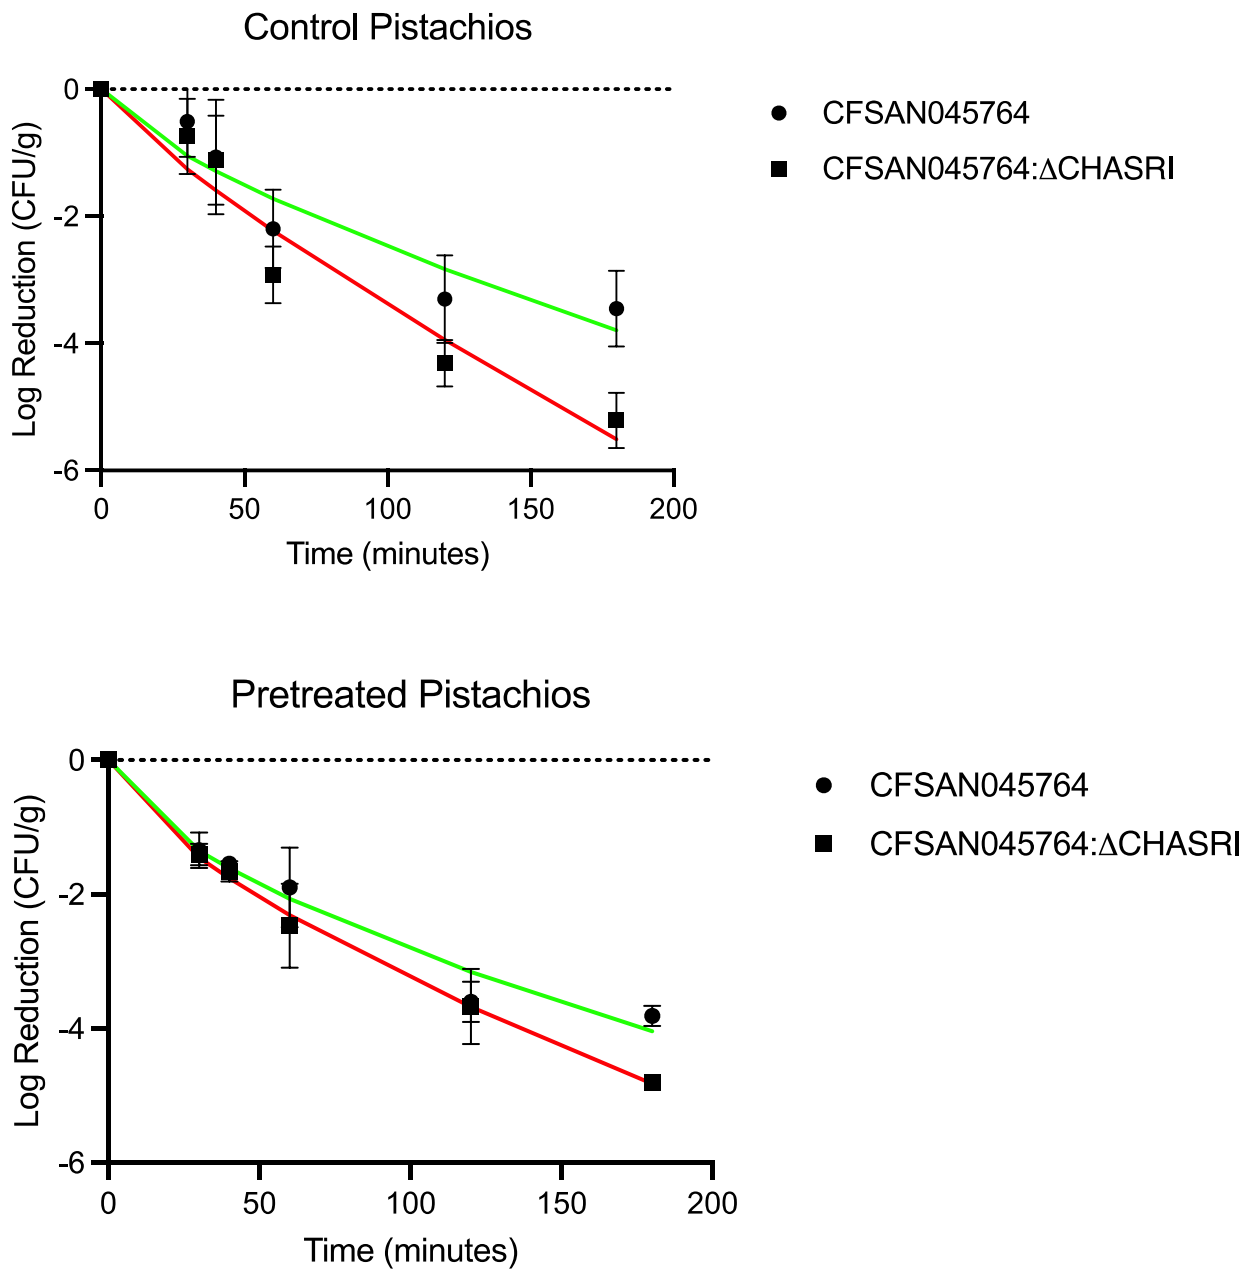 Control Pistachios
0
-2
-4
-6
Log Reduction (CFU/g)
0 50 100 150 200
Time (minutes)
CFSAN045764
CFSAN045764:ΔCHASRI
Pretreated Pistachios
0
-2
-4
-6
Log Reduction (CFU/g)
0 50 100 150 200
Time (minutes)
CFSAN045764
CFSAN045764:ΔCHASRI